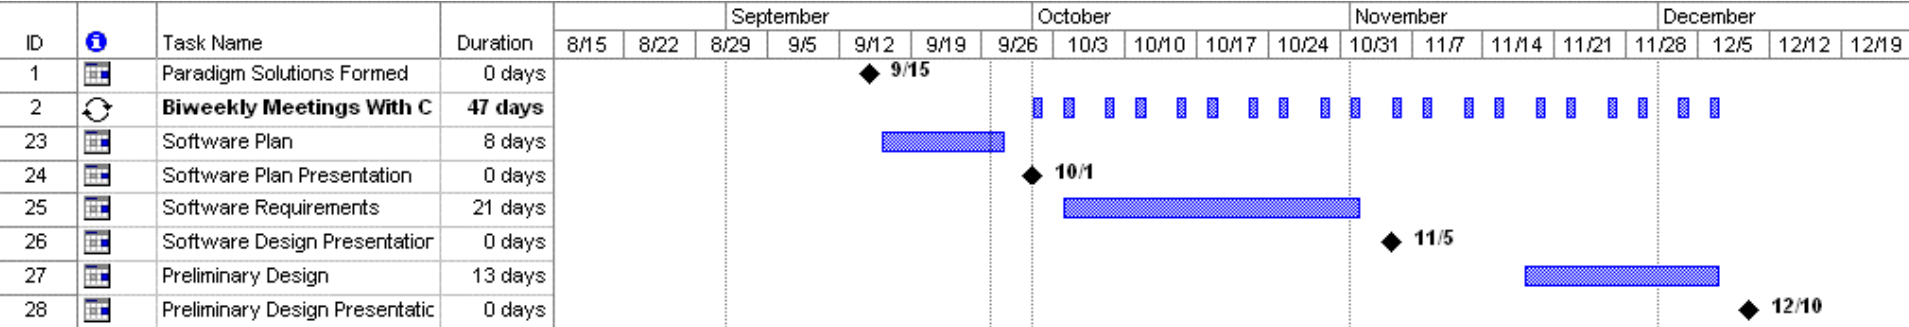 September October November December
ID i Task Name Duration 8/15 8/22 8/29 9/5 9/12 9/19 9/26 10/3 10/10 10/17 10/24 10/31 11/7 11/14 11/21 11/28 12/5 12/12 12/19
1 Paradigm Solutions Formed 0 days 9/15
2 Biweekly Meetings With C 47 days
23 Software Plan 8 days
24 Software Plan Presentation 0 days 10/1
25 Software Requirements 21 days
26 Software Design Presentation 0 days 11/5
27 Preliminary Design 13 days
28 Preliminary Design Presentatic 0 days 12/10